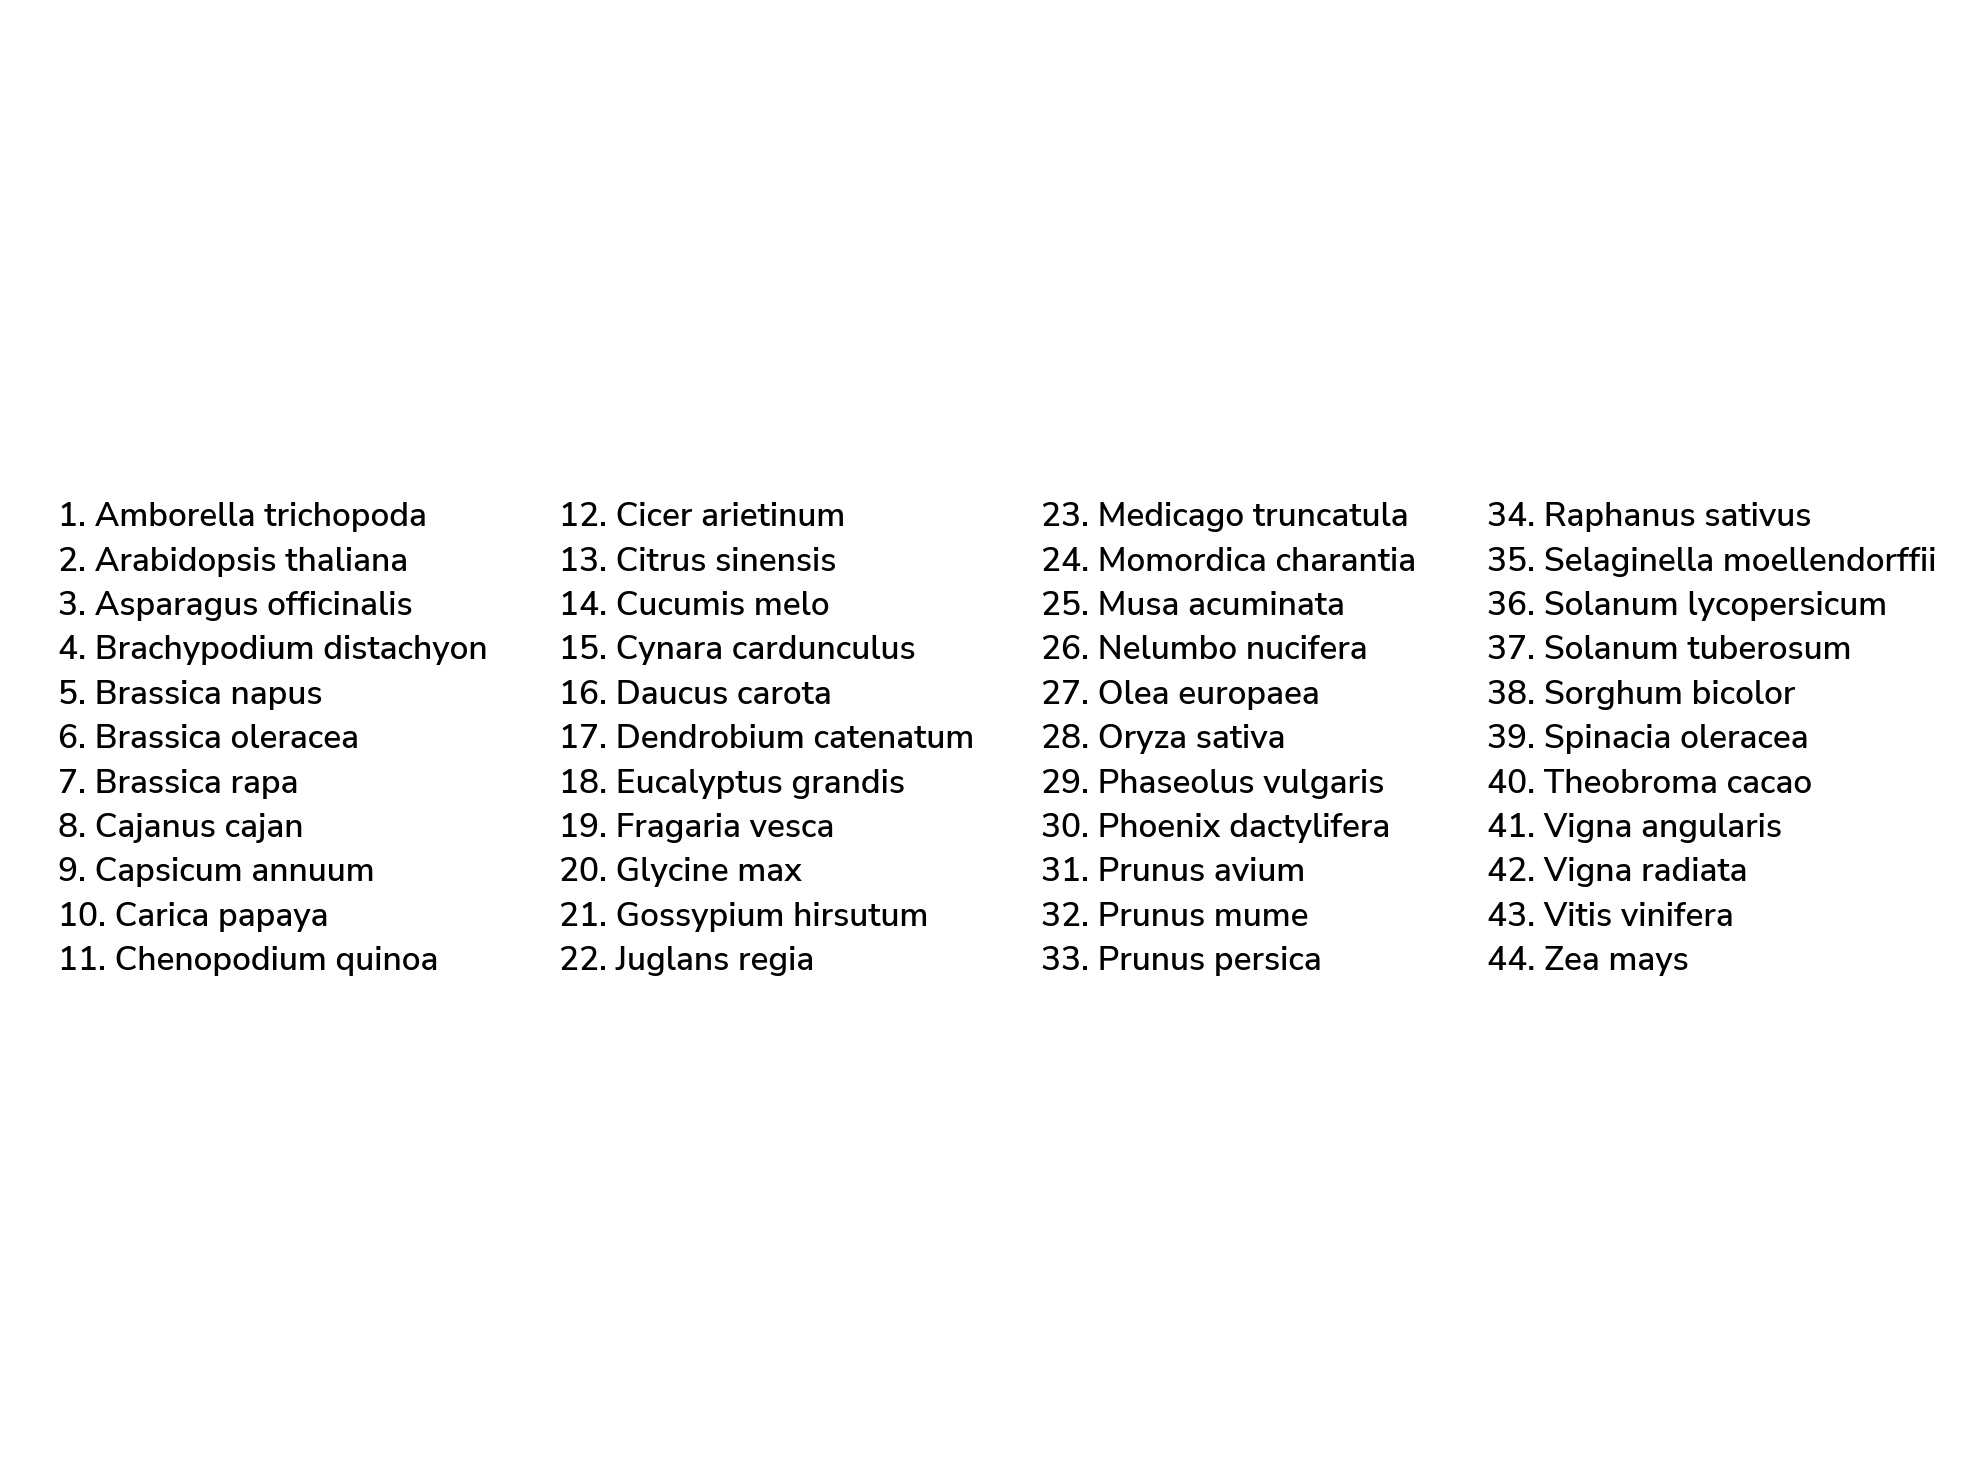 1. Amborella trichopoda
2. Arabidopsis thaliana
3. Asparagus officinalis
4. Brachypodium distachyon
5. Brassica napus
6. Brassica oleracea
7. Brassica rapa
8. Cajanus cajan
9. Capsicum annuum
10. Carica papaya
11. Chenopodium quinoa
12. Cicer arietinum
13. Citrus sinensis
14. Cucumis melo
15. Cynara cardunculus
16. Daucus carota
17. Dendrobium catenatum
18. Eucalyptus grandis
19. Fragaria vesca
20. Glycine max
21. Gossypium hirsutum
22. Juglans regia
23. Medicago truncatula
24. Momordica charantia
25. Musa acuminata
26. Nelumbo nucifera
27. Olea europaea
28. Oryza sativa
29. Phaseolus vulgaris
30. Phoenix dactylifera
31. Prunus avium
32. Prunus mume
33. Prunus persica
34. Raphanus sativus
35. Selaginella moellendorffii
36. Solanum lycopersicum
37. Solanum tuberosum
38. Sorghum bicolor
39. Spinacia oleracea
40. Theobroma cacao
41. Vigna angularis
42. Vigna radiata
43. Vitis vinifera
44. Zea mays